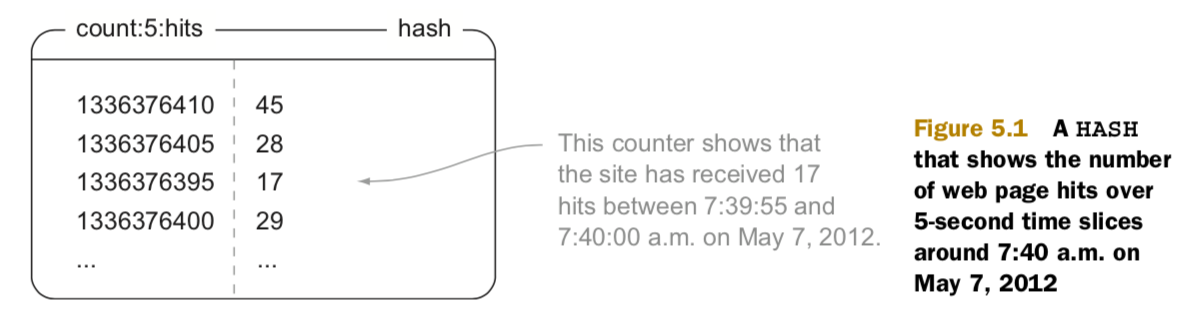 count:5:hits hash
1336376410 45
1336376405 28
1336376395 17
1336376400 29
... ...
This counter shows that
the site has received 17
hits between 7:39:55 and
7:40:00 a.m. on May 7, 2012.
Figure 5.1 A HASH
that shows the number
of web page hits over
5-second time slices
around 7:40 a.m. on
May 7, 2012